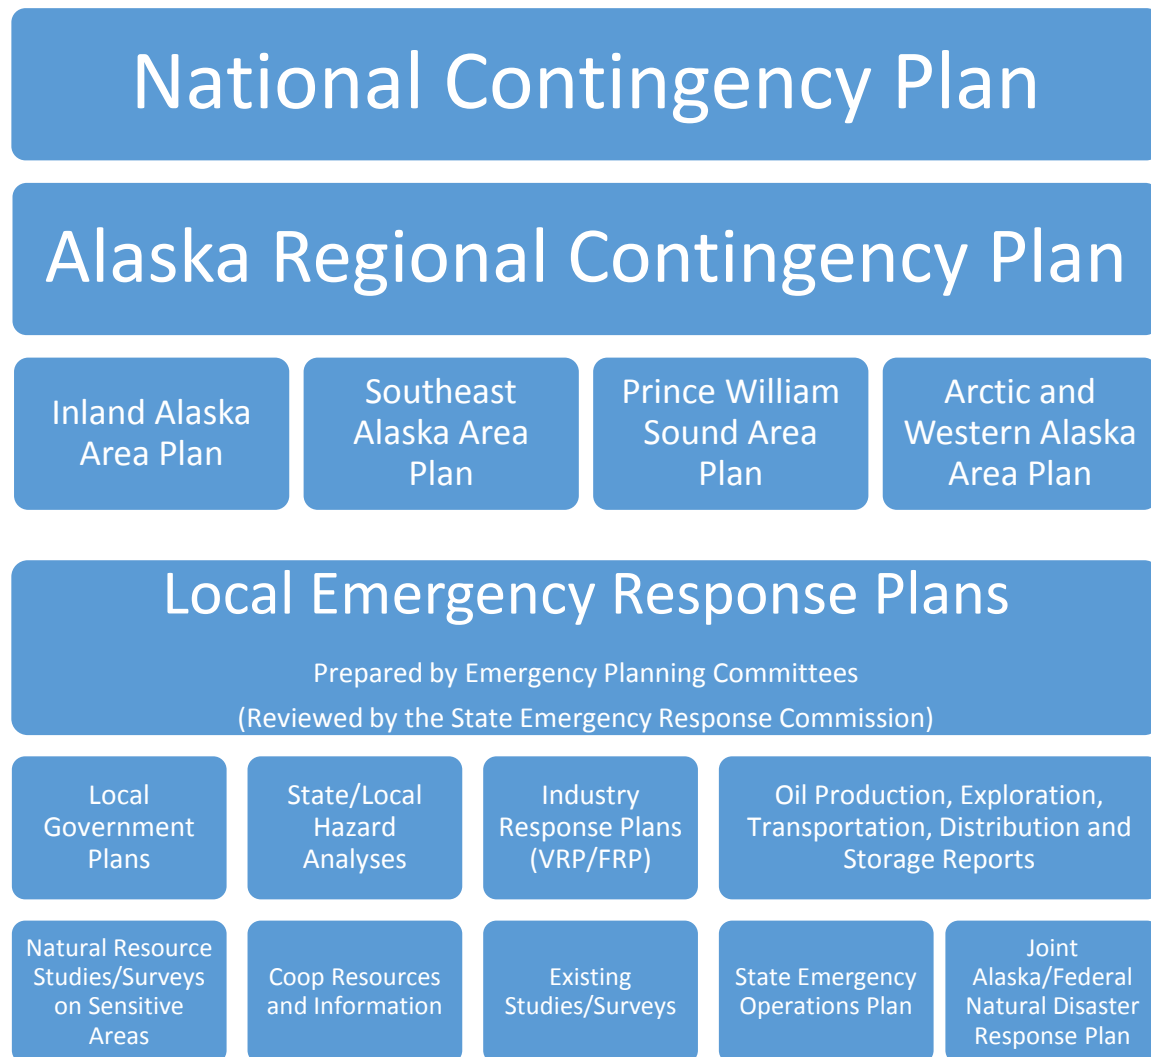 National Contingency Plan
Alaska Regional Contingency Plan
Inland Alaska
Area Plan
Southeast
Alaska Area
Plan
Prince William
Sound Area
Plan
Arctic and
Western Alaska
Area Plan
Local Emergency Response Plans
Prepared by Emergency Planning Committees
(Reviewed by the State Emergency Response Commission)
Local
Government
Plans
State/Local
Hazard
Analyses
Industry
Response Plans
(VRP/FRP)
Oil Production, Exploration,
Transportation, Distribution and
Storage Reports
Natural Resource
Studies/Surveys
on Sensitive
Areas
Coop Resources
and Information
Existing
Studies/Surveys
State Emergency
Operations Plan
Joint
Alaska/Federal
Natural Disaster
Response Plan